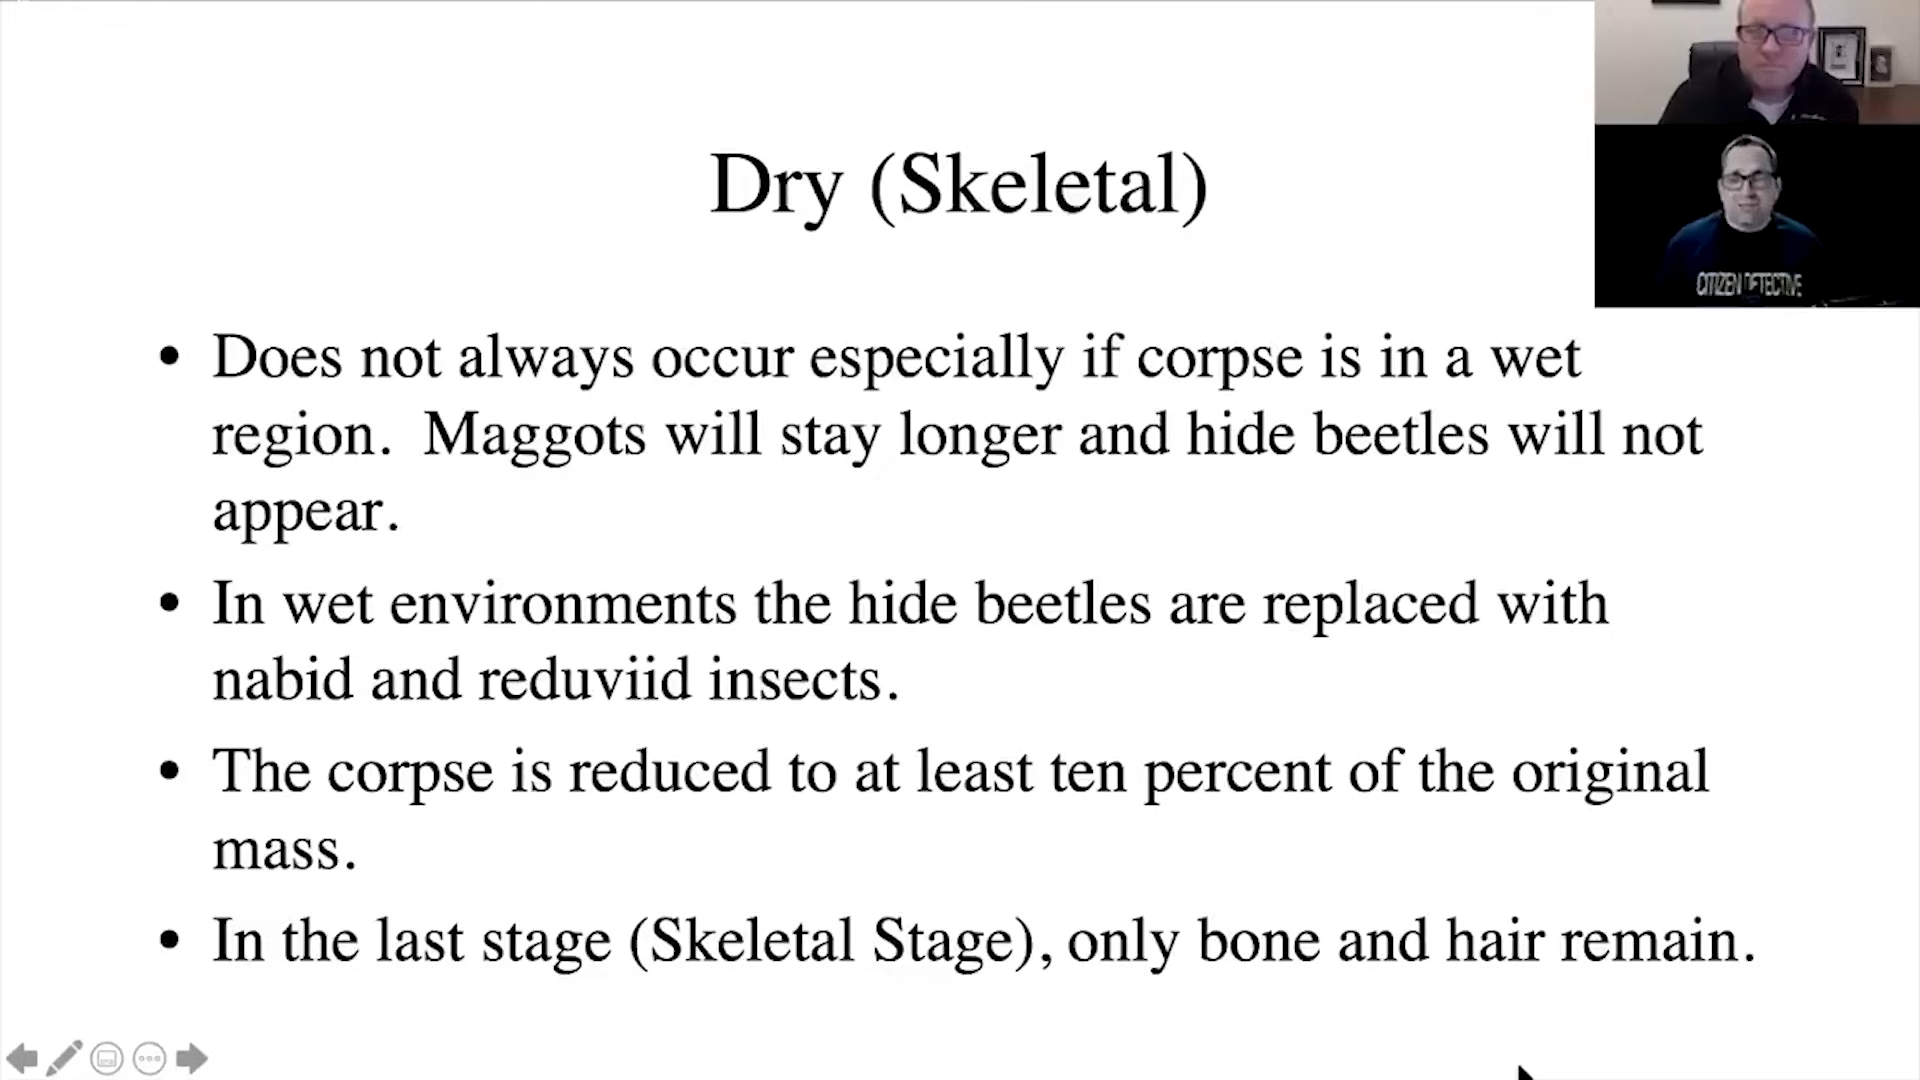 Dry (Skeletal)
• Does not always occur especially if corpse is in a wet
region.  Maggots will stay longer and hide beetles will not
appear.
• In wet environments the hide beetles are replaced with
nabid and reduviid insects.
• The corpse is reduced to at least ten percent of the original
mass.
• In the last stage (Skeletal Stage), only bone and hair remain.
CITIZEN DETECTIVE